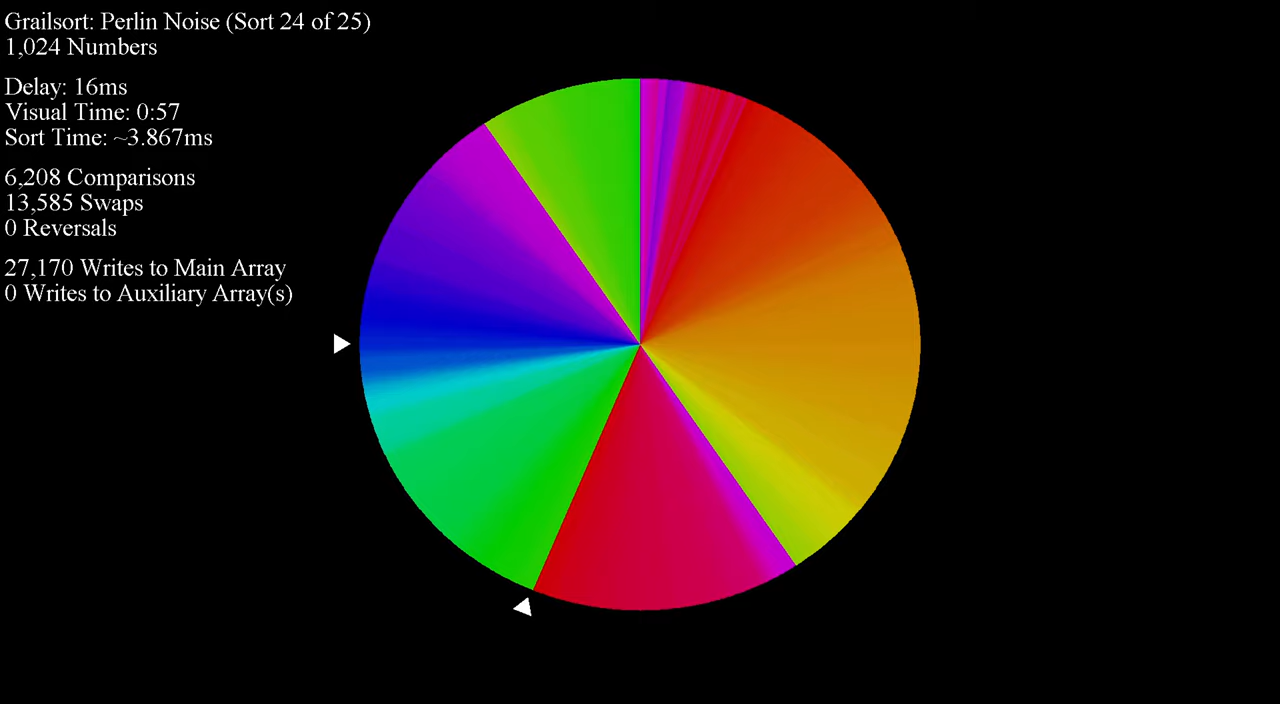 Grailsort: Perlin Noise (Sort 24 of 25)
1,024 Numbers
Delay: 16ms
Visual Time: 0:57
Sort Time: ~3.867ms
6,208 Comparisons
13,585 Swaps
0 Reversals
27,170 Writes to Main Array
0 Writes to Auxiliary Array(s)